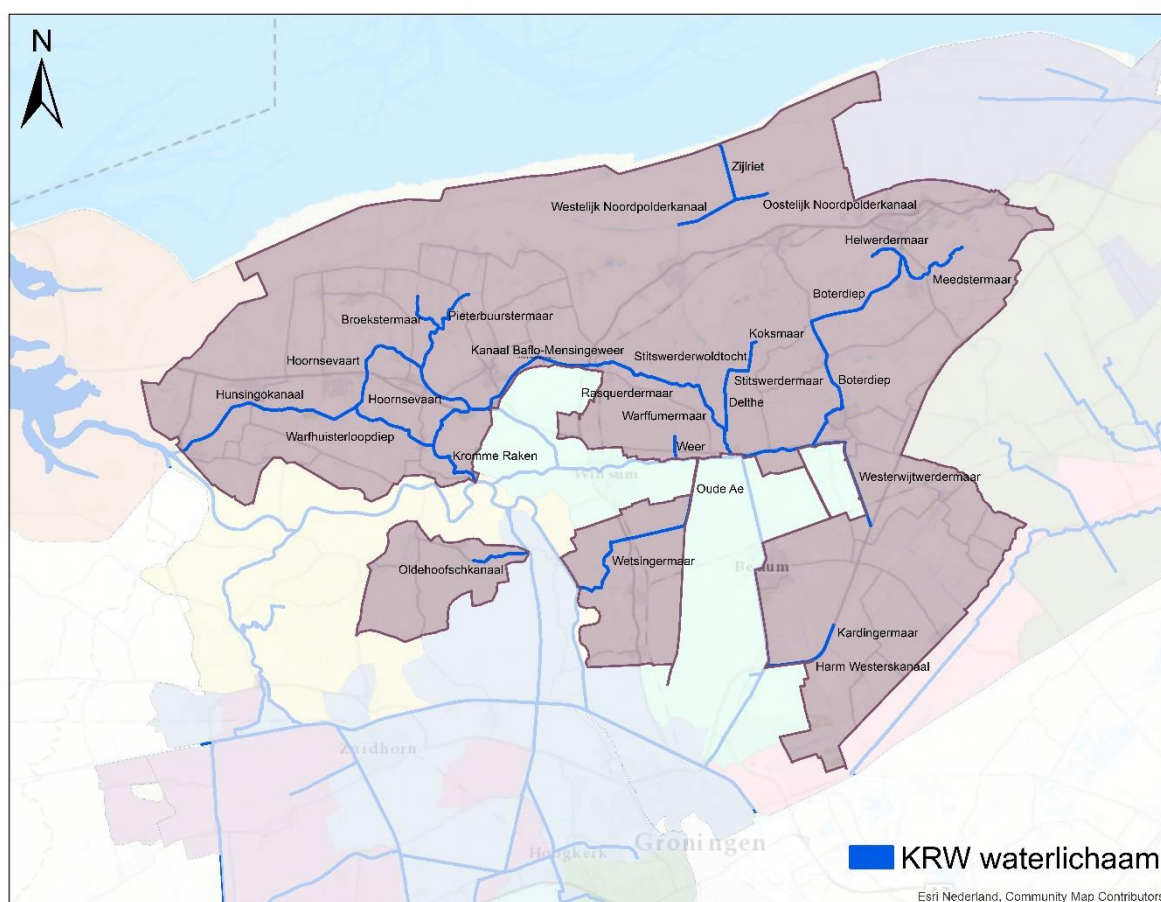 N
Zijlriet
Westelijk Noordpolderkanaal
Oostelijk Noordpolderkanaal
Helwerdermaar
Meedstermaar
Boterdiep
Broekstermaar
Pieterbuurstermaar
Koksmaar
Kanaal Baflo-Mensingeweer
Stitswerderwoldtocht
Hoornsevaart
Stitswerdermaar
Boterdiep
Hunsingokanaal
Hoornsevaart
Rasquerdermaar
Delthe
Warffumermaar
Warfhuisterloopdiep
Weer
Kromme Raken
Winsum
Westerwijtwerdermaar
Oude Ae
Wetsingermaar
Bedum
Oldehoofschkanaal
Kardingermaar
Harm Westerskanaal
Zuidhorn
Groningen
Hoogkerk
KRW waterlichaam
Esri Nederland, Community Map Contributors